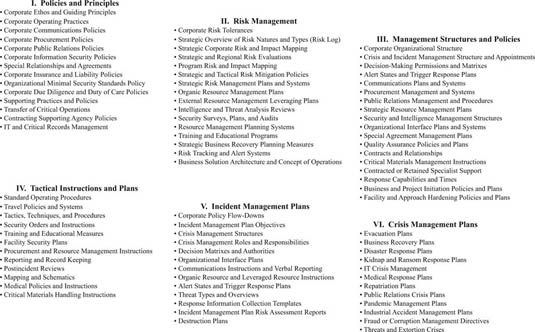 I. Policies and Principles
• Corporate Ethos and Guiding Principles
• Corporate Operating Practices
• Corporate Communications Policies
• Corporate Procurement Policies
• Corporate Public Relations Policies
• Corporate Information Security Policies
• Special Relationships and Agreements
• Corporate Insurance and Liability Policies
• Organizational Minimal Security Standards Policy
• Corporate Due Diligence and Duty of Care Policies
• Supporting Practices and Policies
• Transfer of Critical Operations
• Contracting Supporting Agency Policies
• IT and Critical Records Management
II. Risk Management
• Corporate Risk Tolerances
• Strategic Overview of Risk Natures and Types (Risk Log)
• Strategic Corporate Risk and Impact Mapping
• Strategic and Regional Risk Evaluations
• Program Risk and Impact Mapping
• Strategic and Tactical Risk Mitigation Policies
• Strategic Risk Management Plans and Systems
• Organic Resource Management Plans
• External Resource Management Leveraging Plans
• Intelligence and Threat Analysis Reviews
• Security Surveys, Plans, and Audits
• Resource Management Planning Systems
• Training and Educational Programs
• Strategic Business Recovery Planning Measures
• Risk Tracking and Alert Systems
• Business Solution Architecture and Concept of Operations
III. Management Structures and Policies
• Corporate Organizational Structure
• Crisis and Incident Management Structure and Appointments
• Decision-Making Permissions and Matrixes
• Alert States and Trigger Response Plans
• Communications Plans and Systems
• Procurement Management and Systems
• Public Relations Management and Procedures
• Strategic Resource Management Plans
• Security and Intelligence Management Structures
• Organizational Interface Plans and Systems
• Special Agreement Management Plans
• Quality Assurance Policies and Plans
• Contracts and Relationships
• Critical Materials Management Instructions
• Contracted or Retained Specialist Support
• Response Capabilities and Times
• Business and Project Initiation Policies and Plans
• Facility and Approach Hardening Policies and Plans
IV. Tactical Instructions and Plans
• Standard Operating Procedures
• Travel Policies and Systems
• Tactics, Techniques, and Procedures
• Security Orders and Instructions
• Training and Educational Measures
• Facility Security Plans
• Procurement and Resource Management Instructions
• Reporting and Record Keeping
• Postincident Reviews
• Mapping and Schematics
• Medical Policies and Instructions
• Critical Materials Handling Instructions
V. Incident Management Plans
• Corporate Policy Flow-Downs
• Incident Management Plan Objectives
• Crisis Management Structures
• Crisis Management Roles and Responsibilities
• Decision Matrixes and Authorities
• Organizational Interface Plans
• Communications Instructions and Verbal Reporting
• Organic Resource and Leveraged Resource Instructions
• Alert States and Trigger Response Plans
• Threat Types and Overviews
• Response Information Collection Templates
• Incident Management Plan Risk Assessment Reports
• Destruction Plans
VI. Crisis Management Plans
• Evacuation Plans
• Business Recovery Plans
• Disaster Response Plans
• Kidnap and Ransom Response Plans
• IT Crisis Management
• Medical Response Plans
• Repatriation Plans
• Public Relations Crisis Plans
• Pandemic Management Plans
• Industrial Accident Management Plans
• Fraud or Corruption Management Directives
• Threats and Extortion Crises